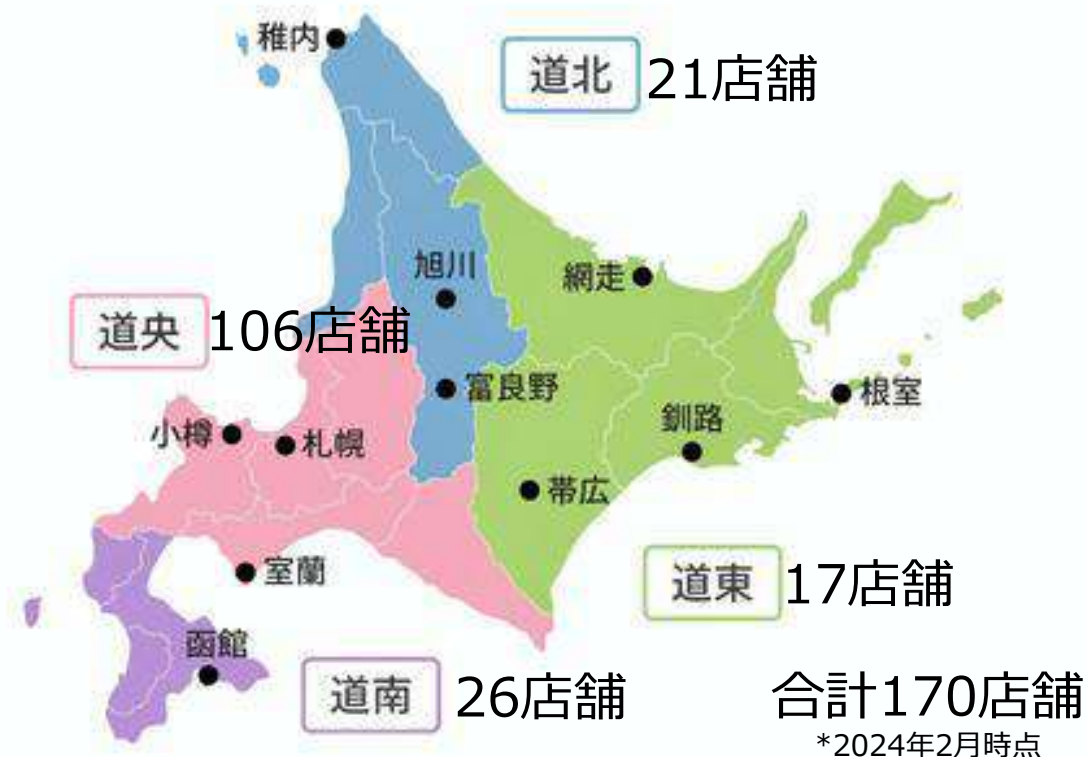 稚内
道北 21店舗
旭川
網走
道央 106店舗
富良野
根室
釧路
小樽
札幌
帯広
室蘭
道東 17店舗
函館
道南 26店舗
合計170店舗
*2024年2月時点